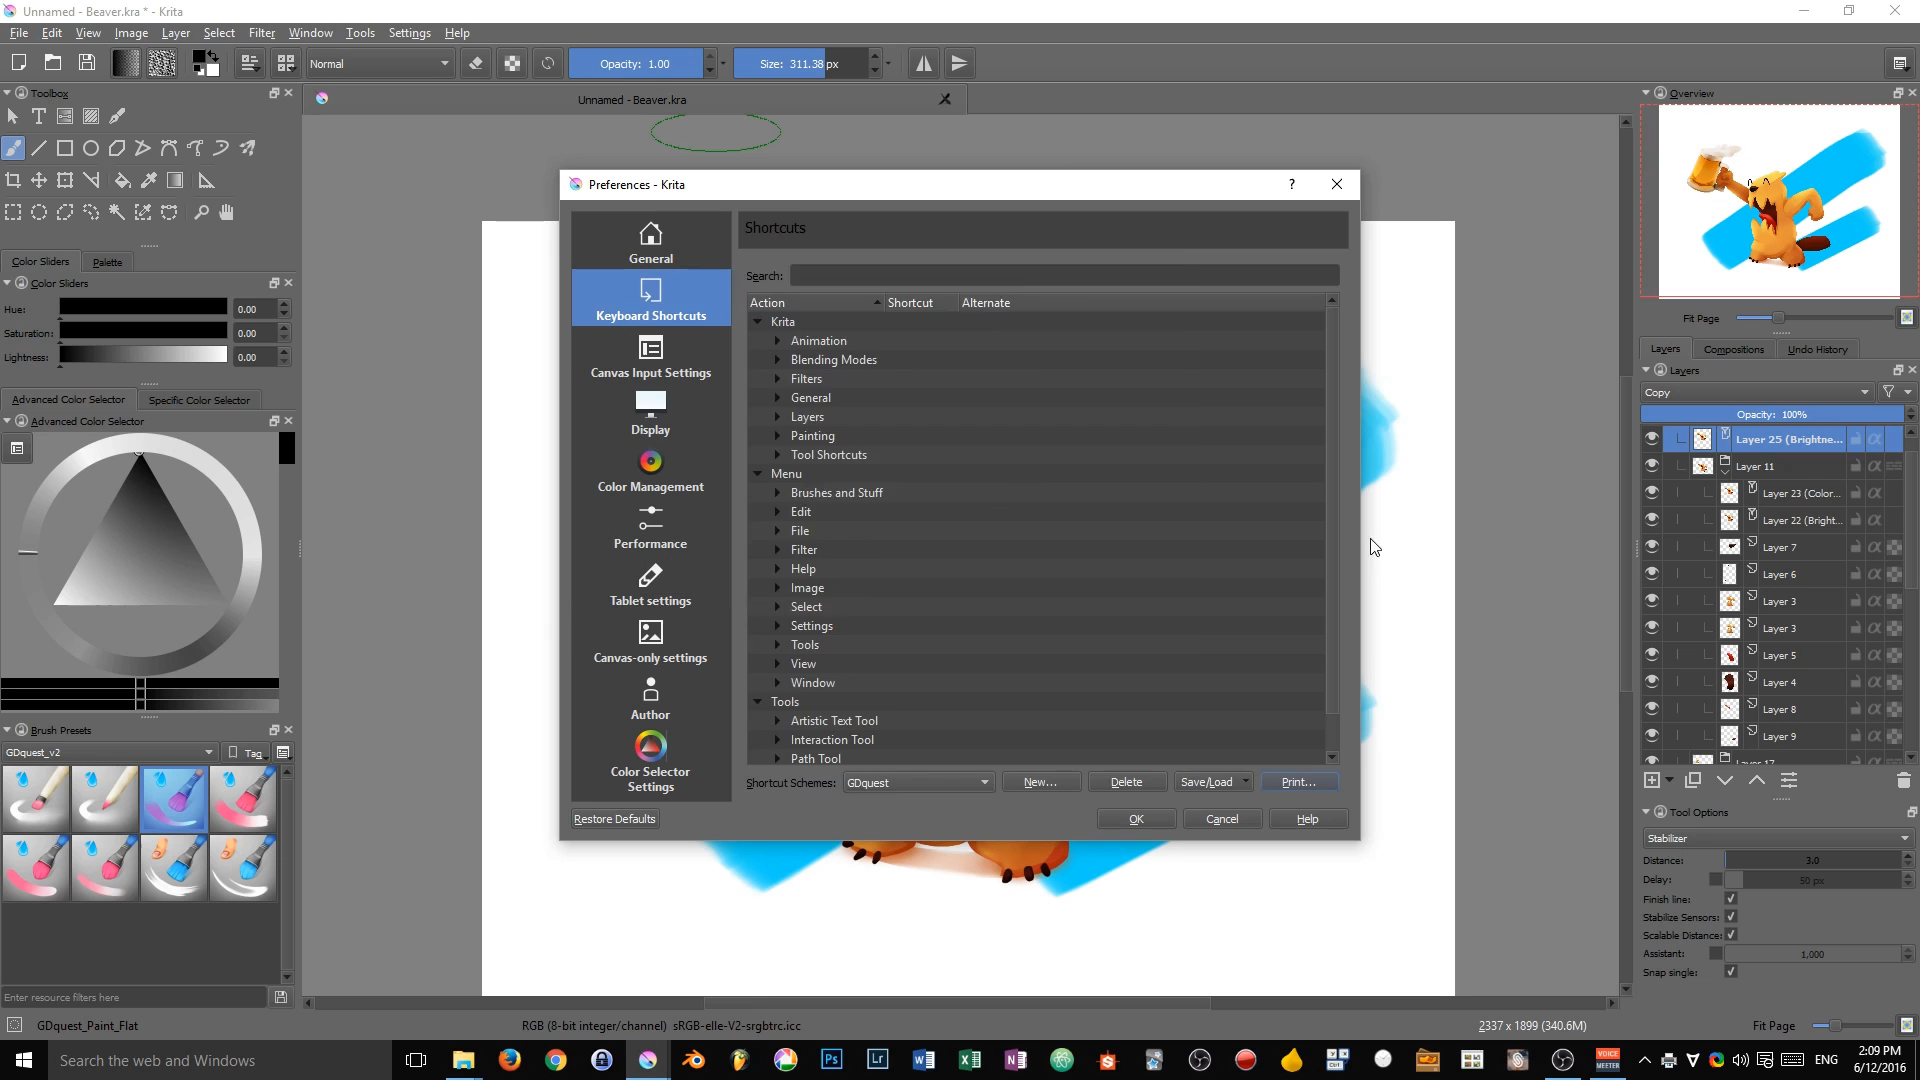 Unnamed - Beaver.kra * - Krita
File Edit View Image Layer Select Filter Window Tools Settings Help
Normal Opacity: 1.00 Size: 311.38 px
Toolbox
Unnamed - Beaver.kra
Overview
Preferences - Krita
General
Keyboard Shortcuts
Canvas Input Settings
Display
Color Management
Performance
Tablet settings
Canvas-only settings
Author
Color Selector
Settings
Shortcuts
Search:
Action Shortcut Alternate
Krita
Animation
Blending Modes
Filters
General
Layers
Painting
Tool Shortcuts
Menu
Brushes and Stuff
Edit
File
Filter
Help
Image
Select
Settings
Tools
View
Window
Tools
Artistic Text Tool
Interaction Tool
Path Tool
Shortcut Schemes: GDquest New... Delete Save/Load Print...
Restore Defaults OK Cancel Help
Color Sliders Palette
Color Sliders
Hue: 0.00
Saturation: 0.00
Lightness: 0.00
Advanced Color Selector Specific Color Selector
Advanced Color Selector
Brush Presets
GDquest_v2 Tag
Enter resource filters here
Fit Page
Layers Compositions Undo History
Layers
Copy
Opacity: 100%
Layer 25 (Brightne...
Layer 11
Layer 23 (Color...
Layer 22 (Bright...
Layer 7
Layer 6
Layer 3
Layer 3
Layer 5
Layer 4
Layer 8
Layer 9
Layer 17
Tool Options
Stabilizer
Distance: 3.0
Delay: 50 px
Finish line:
Stabilize Sensors:
Scalable Distance:
Assistant: 1,000
Snap single:
GDquest_Paint_Flat RGB (8-bit integer/channel) sRGB-elle-V2-srgbtrc.icc 2337 x 1899 (340.6M) Fit Page
Search the web and Windows
Ps Lr
Ctrl
VOICE
MEETER
ENG
2:09 PM
6/12/2016